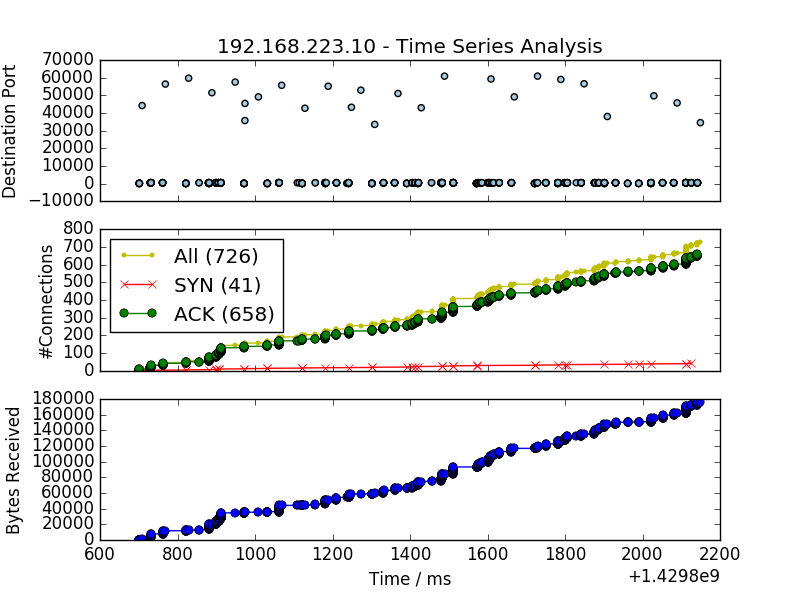 192.168.223.10 - Time Series Analysis
Destination Port
70000
60000
50000
40000
30000
20000
10000
0
−10000
#Connections
800
700
600
500
400
300
200
100
0
All (726)
SYN (41)
ACK (658)
Bytes Received
180000
160000
140000
120000
100000
80000
60000
40000
20000
0
600 800 1000 1200 1400 1600 1800 2000 2200
Time / ms
+1.4298e9